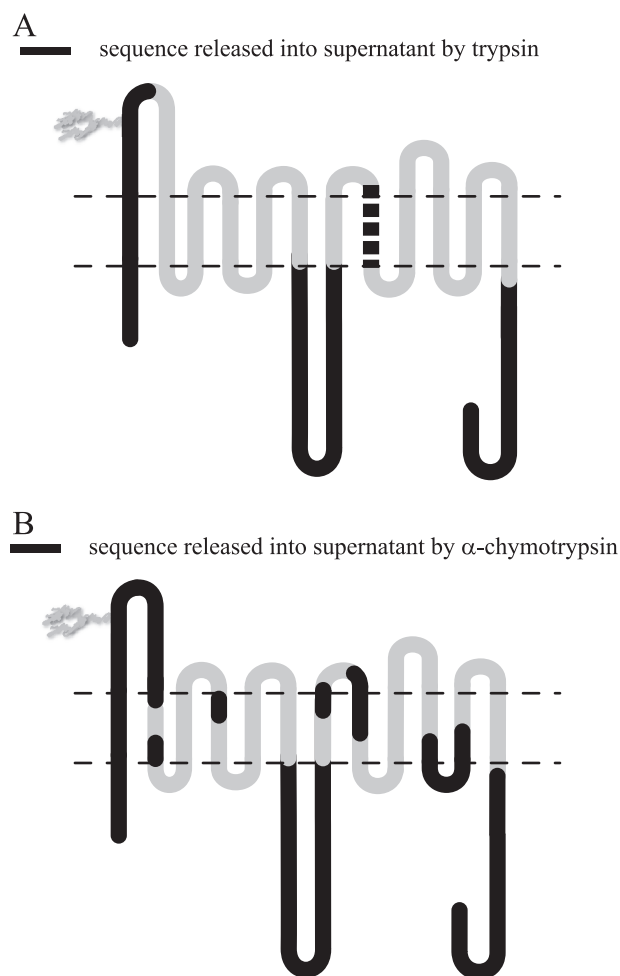 A
sequence released into supernatant by trypsin
B
sequence released into supernatant by α-chymotrypsin